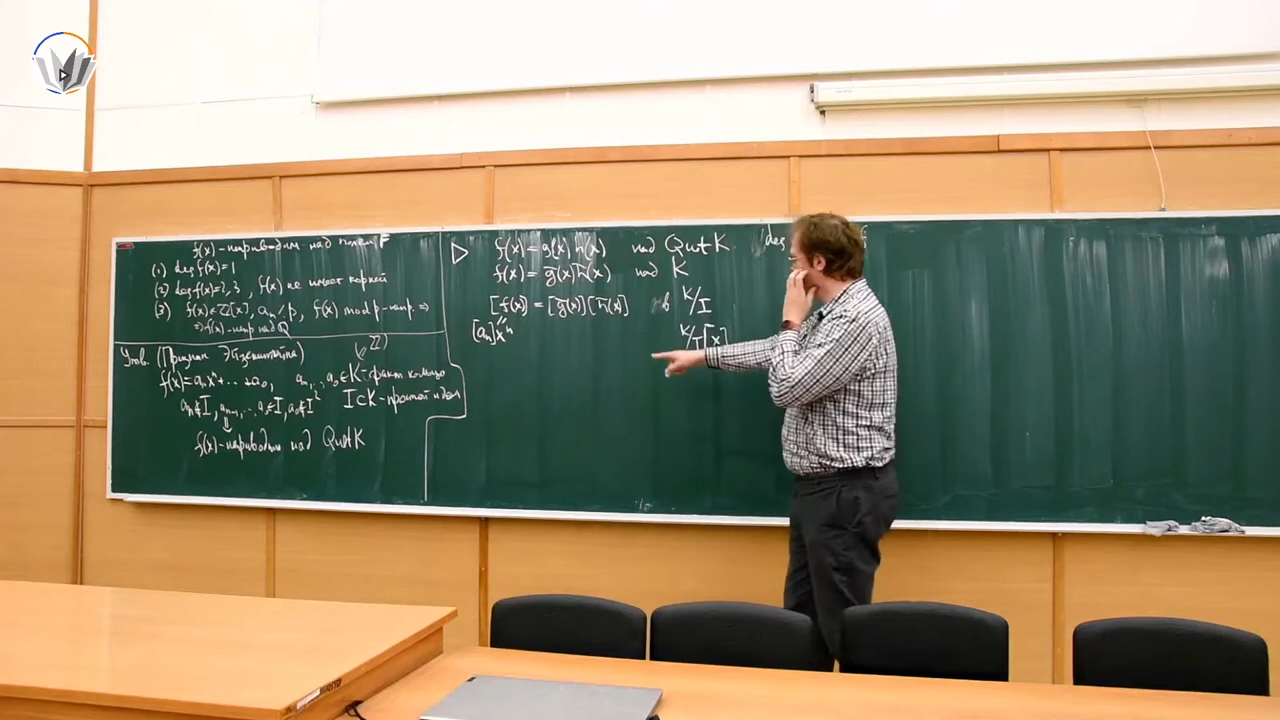 f(x) - неприводим над полем F
(1) deg f(x) = 1
(2) deg f(x) = 2,3, f(x) не имеет корней
(3) f(x) ∈ ℤ[x], aₙ ⁒ p, f(x) mod p - непр. ⇒
⇒ f(x) - непр над Q
Утв. (Признак Эйзенштейна)
f(x) = aₙxⁿ + ... + a₀, aₙ, ..., a₀ ∈ K - факт кольцо
aₙ ∉ I, aₙ₋₁, ..., a₀ ∈ I, a₀ ∉ I² I ⊂ K - простой идеал
⇓
f(x) - неприводим над Quot K
▷ f(x) = g(x) h(x) над Quot K deg
f(x) = g̅(x) h̅(x) над K
[f(x)] = [g̅(x)][h̅(x)] в K/I
[aₙ]xⁿ K/I[x]